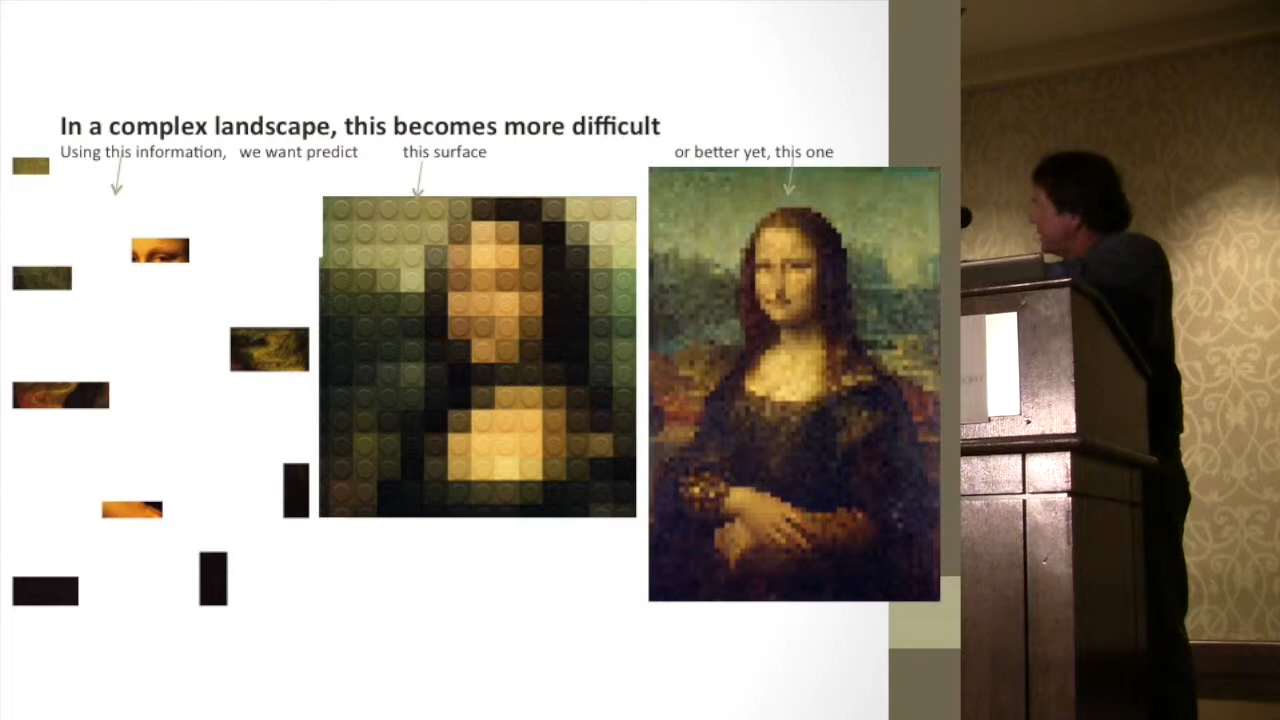 In a complex landscape, this becomes more difficult
Using this information, we want predict this surface or better yet, this one